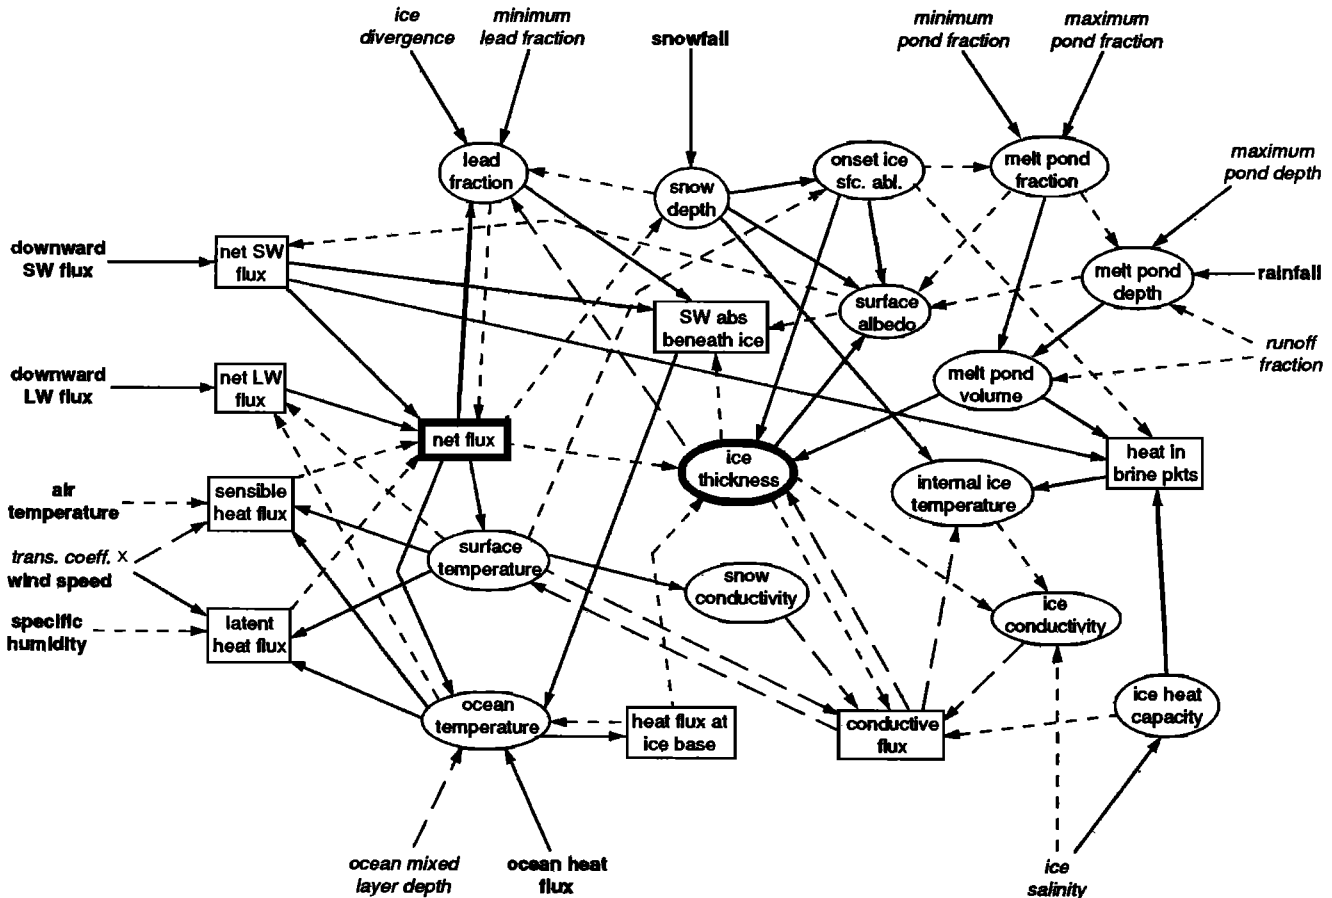 ice
divergence
minimum
lead fraction
snowfall
minimum
pond fraction
maximum
pond fraction
lead
fraction
snow
depth
onset ice
sfc. abl.
melt pond
fraction
maximum
pond depth
downward
SW flux
net SW
flux
SW abs
beneath ice
surface
albedo
melt pond
depth
rainfall
runoff
fraction
downward
LW flux
net LW
flux
melt pond
volume
net flux
ice
thickness
internal ice
temperature
heat in
brine pkts
air
temperature
sensible
heat flux
trans. coeff. x
wind speed
surface
temperature
snow
conductivity
ice
conductivity
specific
humidity
latent
heat flux
ocean
temperature
heat flux at
ice base
conductive
flux
ice heat
capacity
ocean mixed
layer depth
ocean heat
flux
ice
salinity